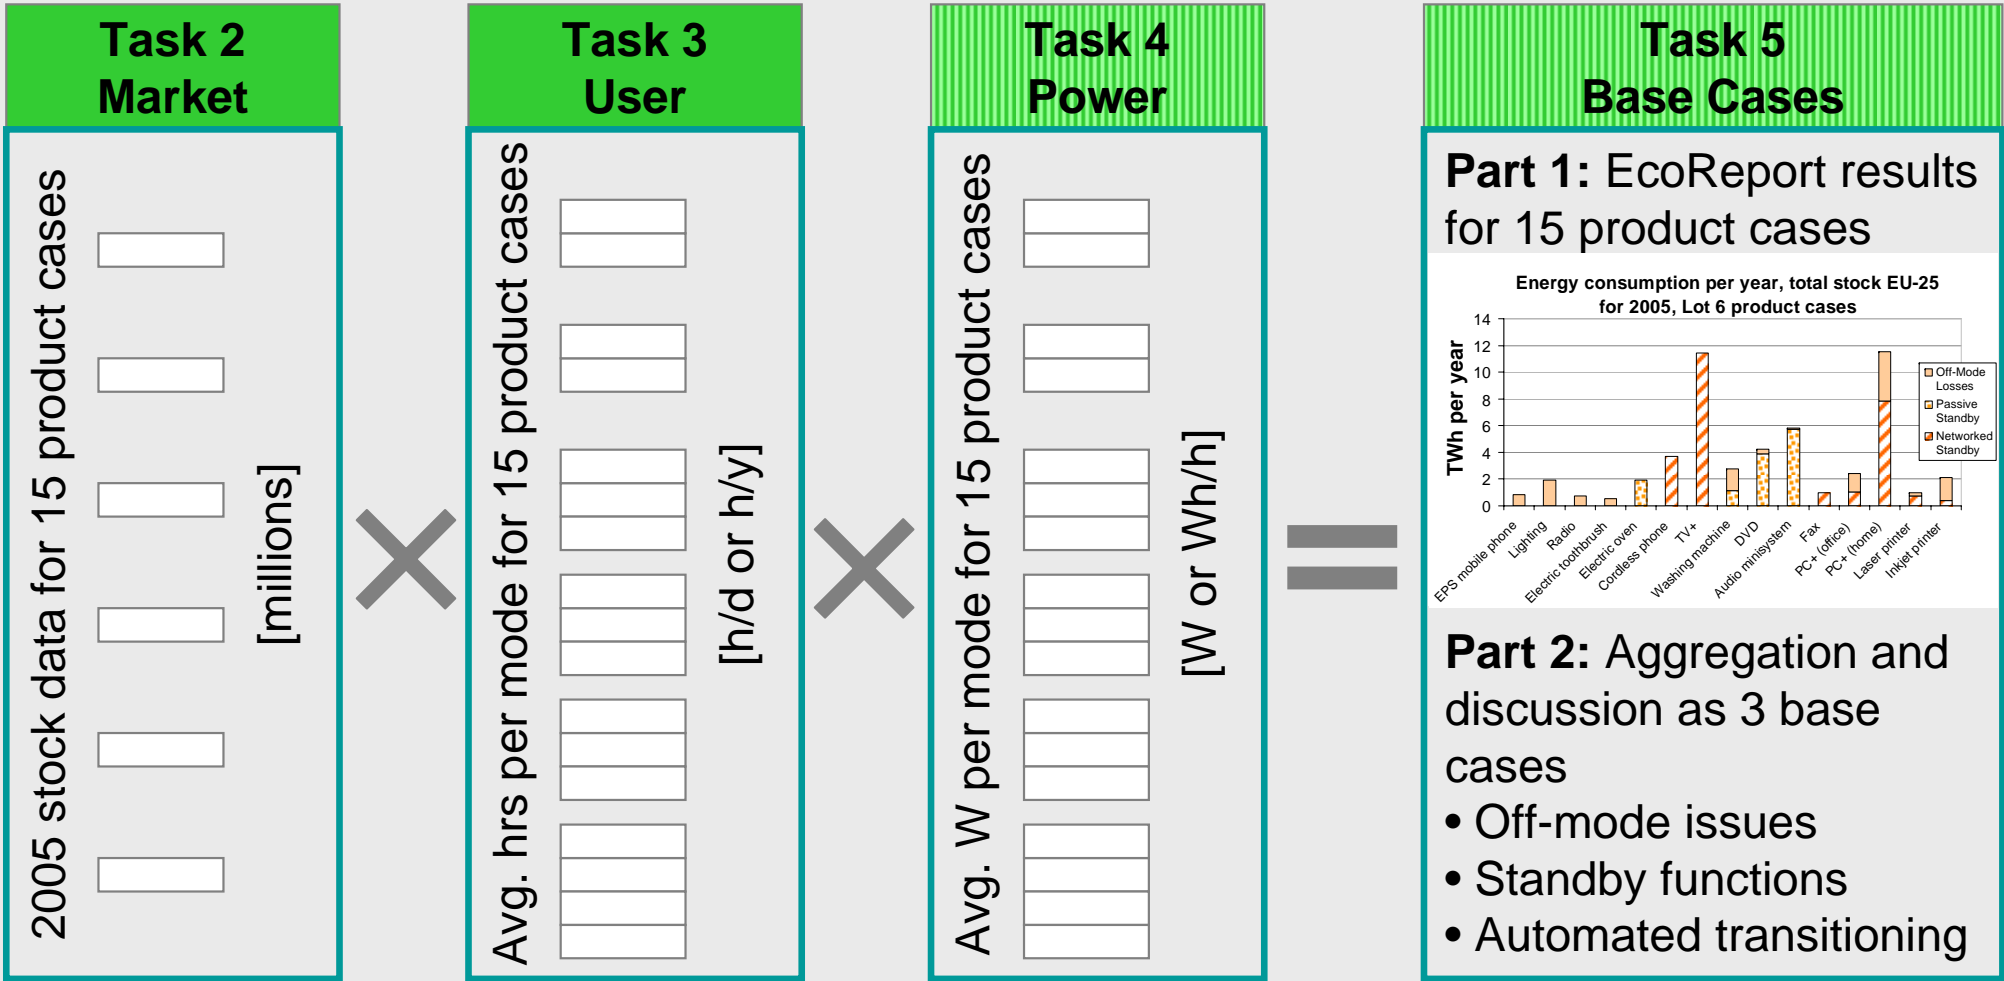 Task 2
Market
2005 stock data for 15 product cases
[millions]
Task 3
User
Avg. hrs per mode for 15 product cases
[h/d or h/y]
Task 4
Power
Avg. W per mode for 15 product cases
[W or Wh/h]
Task 5
Base Cases
Part 1: EcoReport results
for 15 product cases
Energy consumption per year, total stock EU-25
for 2005, Lot 6 product cases
TWh per year
14
12
10
8
6
4
2
0
EPS mobile phone
Lighting
Radio
Electric toothbrush
Electric oven
Cordless phone
TV+
Washing machine
DVD
Audio minisystem
Fax
PC+ (office)
PC+ (home)
Laser printer
Inkjet printer
Off-Mode
Losses
Passive
Standby
Networked
Standby
Part 2: Aggregation and
discussion as 3 base
cases
• Off-mode issues
• Standby functions
• Automated transitioning